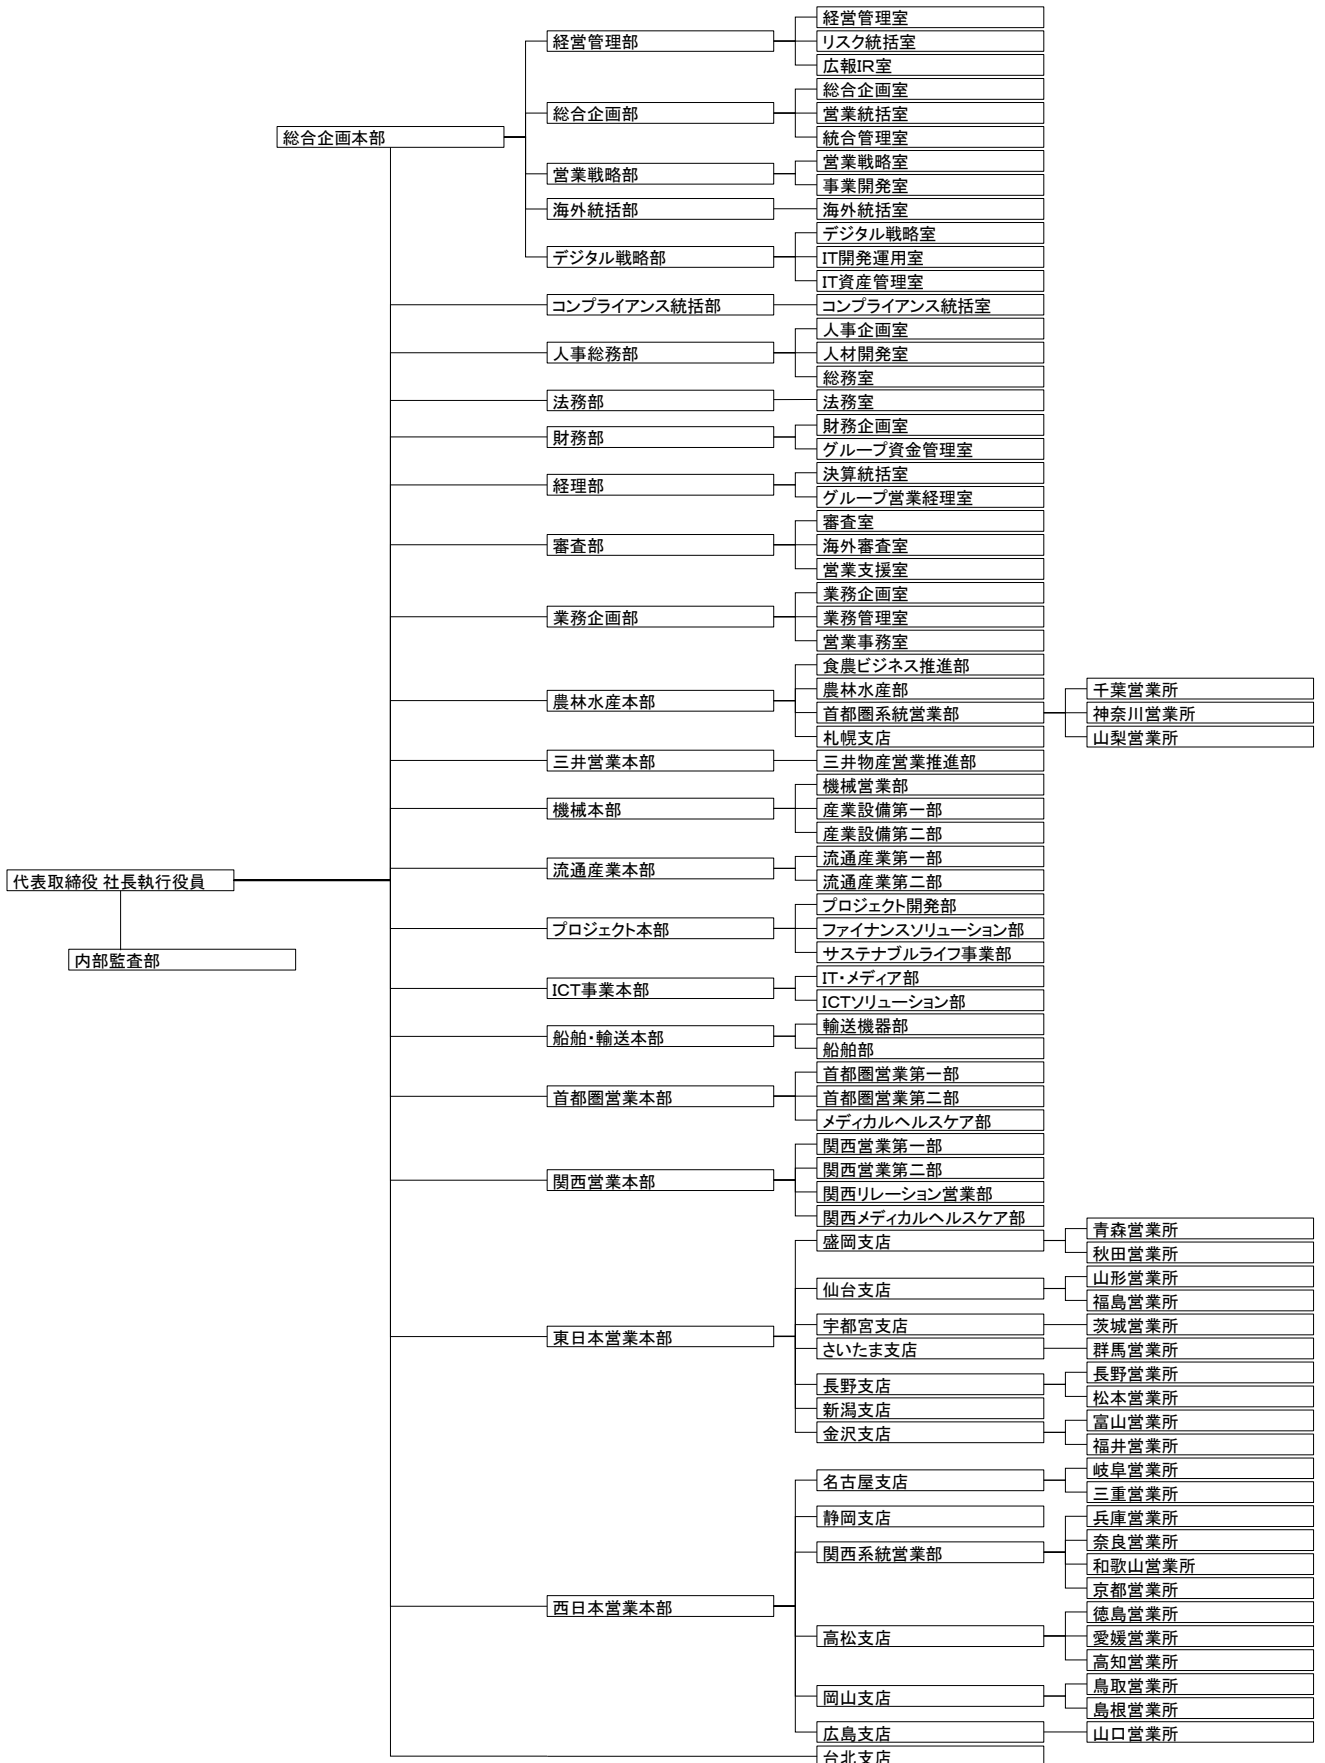 代表取締役 社長執行役員
内部監査部
総合企画本部
経営管理部
経営管理室
リスク統括室
広報IR室
総合企画部
総合企画室
営業統括室
統合管理室
営業戦略部
営業戦略室
事業開発室
海外統括部
海外統括室
デジタル戦略部
デジタル戦略室
IT開発運用室
IT資産管理室
コンプライアンス統括部
コンプライアンス統括室
人事総務部
人事企画室
人材開発室
総務室
法務部
法務室
財務部
財務企画室
グループ資金管理室
経理部
決算統括室
グループ営業経理室
審査部
審査室
海外審査室
営業支援室
業務企画部
業務企画室
業務管理室
営業事務室
農林水産本部
食農ビジネス推進部
農林水産部
首都圏系統営業部
千葉営業所
神奈川営業所
山梨営業所
札幌支店
三井営業本部
三井物産営業推進部
機械本部
機械営業部
産業設備第一部
産業設備第二部
流通産業本部
流通産業第一部
流通産業第二部
プロジェクト本部
プロジェクト開発部
ファイナンスソリューション部
サステナブルライフ事業部
ICT事業本部
IT・メディア部
ICTソリューション部
船舶・輸送本部
輸送機器部
船舶部
首都圏営業本部
首都圏営業第一部
首都圏営業第二部
メディカルヘルスケア部
関西営業本部
関西営業第一部
関西営業第二部
関西リレーション営業部
関西メディカルヘルスケア部
東日本営業本部
盛岡支店
青森営業所
秋田営業所
仙台支店
山形営業所
福島営業所
宇都宮支店
茨城営業所
さいたま支店
群馬営業所
長野支店
長野営業所
松本営業所
新潟支店
金沢支店
富山営業所
福井営業所
西日本営業本部
名古屋支店
岐阜営業所
三重営業所
静岡支店
関西系統営業部
兵庫営業所
奈良営業所
和歌山営業所
京都営業所
高松支店
徳島営業所
愛媛営業所
高知営業所
岡山支店
鳥取営業所
島根営業所
広島支店
山口営業所
台北支店